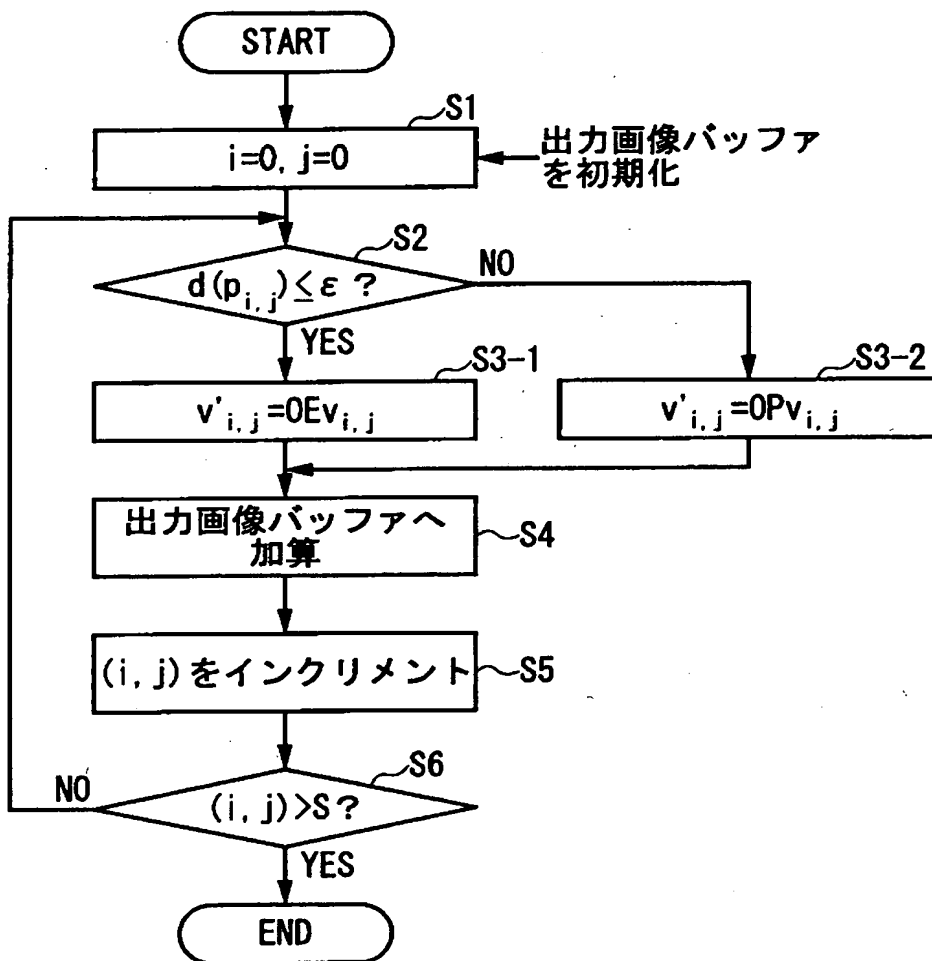 START
S1
i=0, j=0
出力画像バッファ
を初期化
S2
d(p_{i,j})≦ε ?
NO
YES
S3-1
v'_{i,j}=OEv_{i,j}
S3-2
v'_{i,j}=OPv_{i,j}
出力画像バッファへ
加算
S4
(i, j)をインクリメント
S5
S6
(i, j)>S?
NO
YES
END